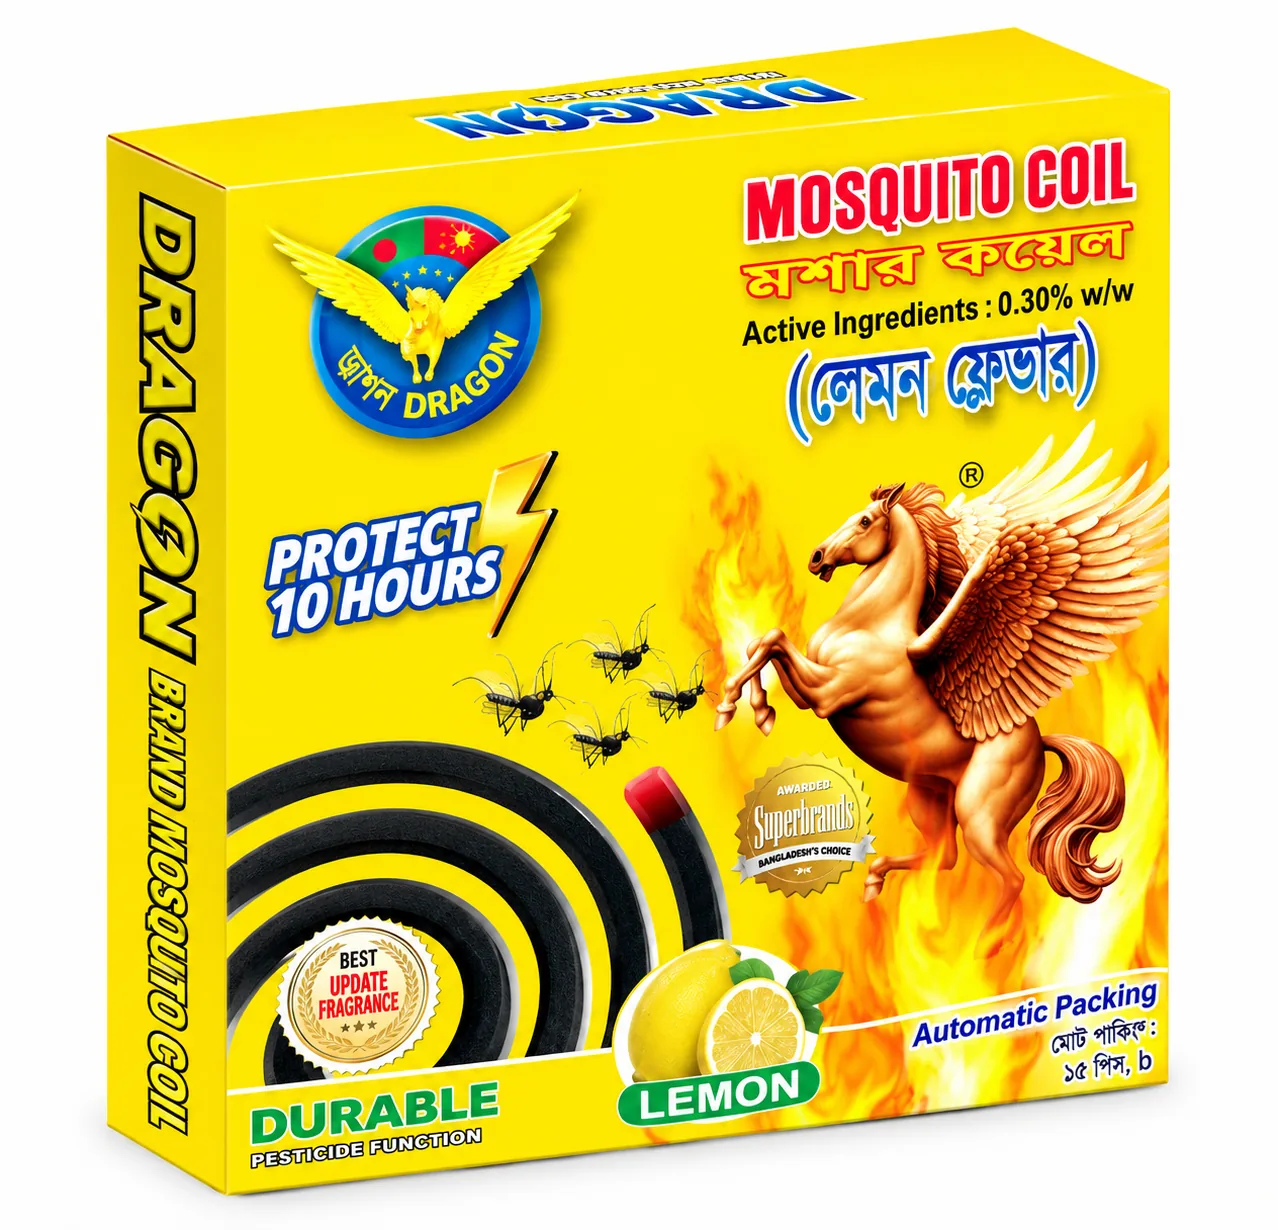 DRAGON
MOSQUITO COIL
মশার কয়েল
Active Ingredients : 0.30% w/w
(লেমন ফ্লেভার)
ড্রাগন DRAGON
®
PROTECT
10 HOURS
AWARDED
Superbrands
BANGLADESH'S CHOICE
BEST
UPDATE
FRAGRANCE
LEMON
Automatic Packing
মোট
১৫ পিস, b
DURABLE
PESTICIDE FUNCTION
DRAGON BRAND MOSQUITO COIL